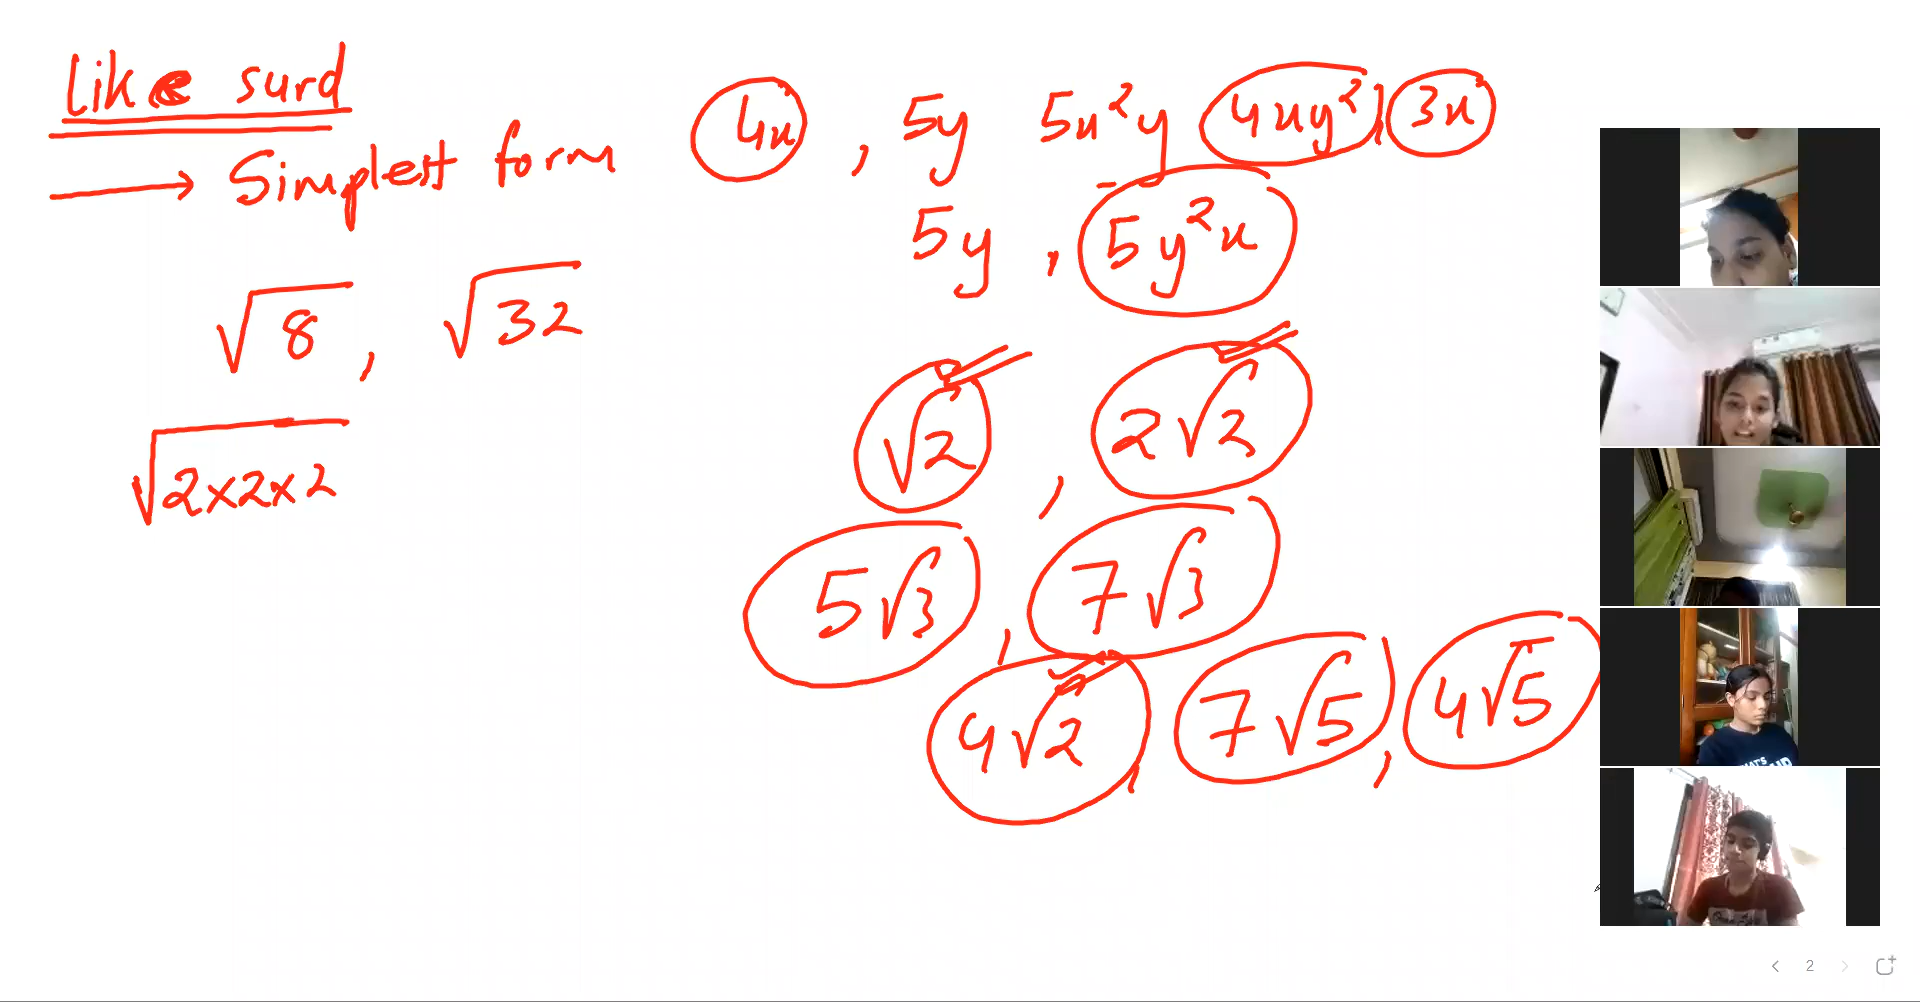 Like surd
→ Simplest form
4x , 5y 5x²y 4xy² , 3x
5y , 5y²x
√8 , √32
√2 , 2√2
√2×2×2
5√3 , 7√3
4√2 , 7√5 , 4√5
2